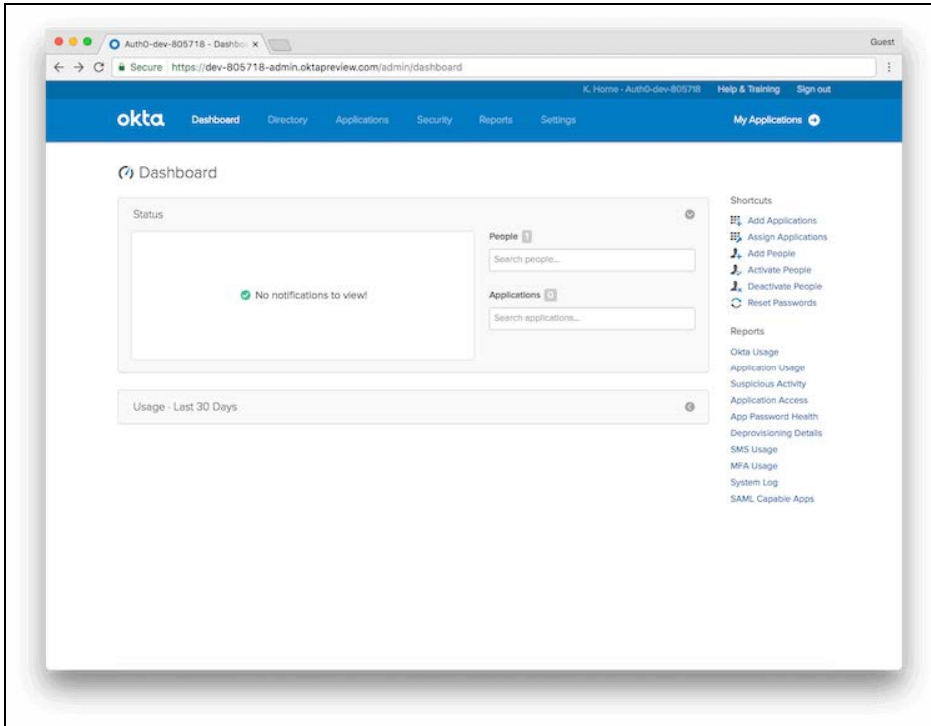 Auth0-dev-805718 - Dashbo
Guest
Secure https://dev-805718-admin.oktapreview.com/admin/dashboard
K. Horne - Auth0-dev-805718 Help & Training Sign out
okta Dashboard Directory Applications Security Reports Settings My Applications
Dashboard
Status
People 1
Search people...
No notifications to view!
Applications 0
Search applications...
Usage - Last 30 Days
Shortcuts
Add Applications
Assign Applications
Add People
Activate People
Deactivate People
Reset Passwords
Reports
Okta Usage
Application Usage
Suspicious Activity
Application Access
App Password Health
Deprovisioning Details
SMS Usage
MFA Usage
System Log
SAML Capable Apps